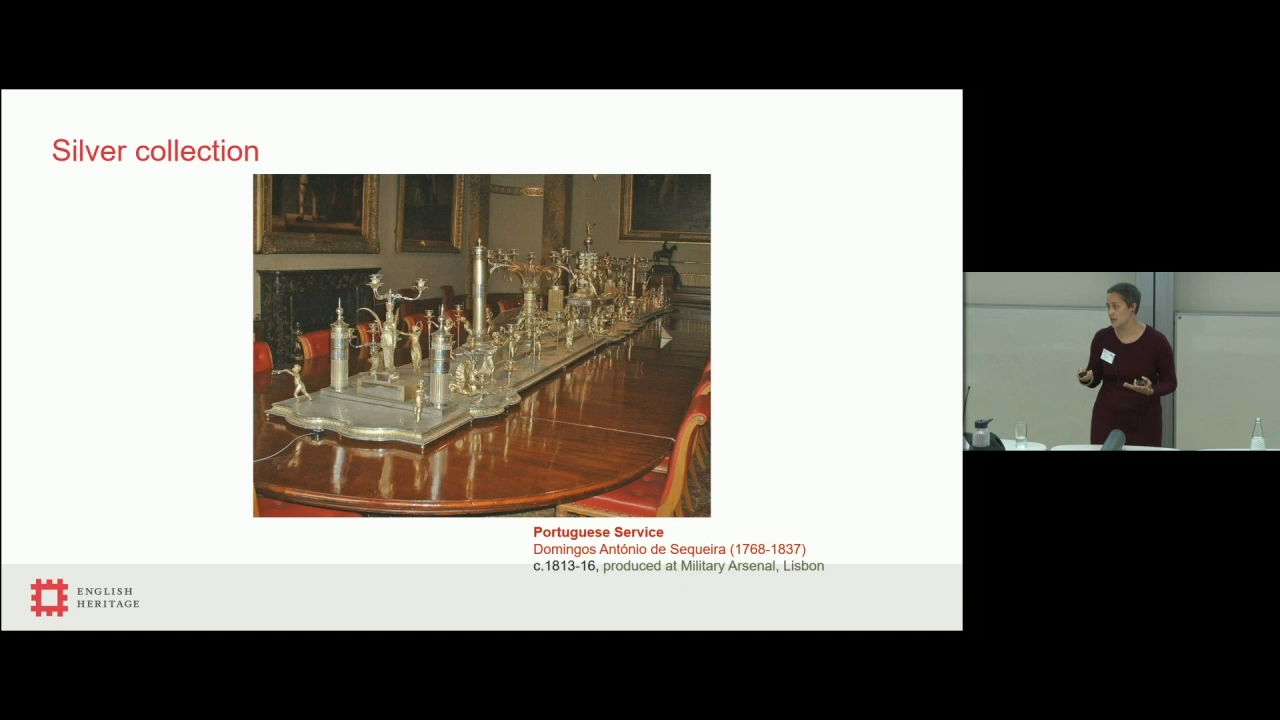 Silver collection
Portuguese Service
Domingos António de Sequeira (1768-1837)
c.1813-16, produced at Military Arsenal, Lisbon
ENGLISH
HERITAGE